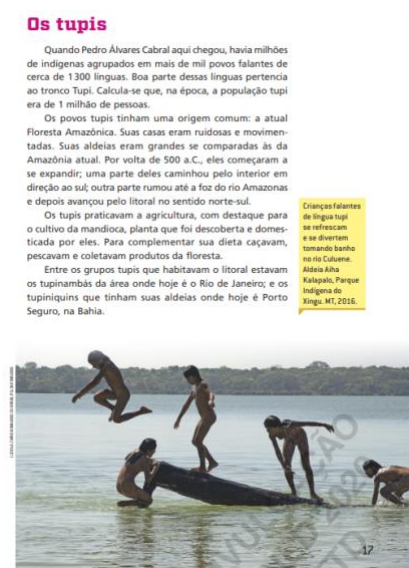 Os tupis
Quando Pedro Álvares Cabral aqui chegou, havia milhões
de indígenas agrupados em mais de mil povos falantes de
cerca de 1300 línguas. Boa parte dessas línguas pertencia
ao tronco Tupi. Calcula-se que, na época, a população tupi
era de 1 milhão de pessoas.
Os povos tupis tinham uma origem comum: a atual
Floresta Amazônica. Suas casas eram ruidosas e movimen-
tadas. Suas aldeias eram grandes se comparadas às da
Amazônia atual. Por volta de 500 a.C., eles começaram a
se expandir; uma parte deles caminhou pelo interior em
direção ao sul; outra parte rumou até a foz do rio Amazonas
e depois avançou pelo litoral no sentido norte-sul.
Os tupis praticavam a agricultura, com destaque para
o cultivo da mandioca, planta que foi descoberta e domes-
ticada por eles. Para complementar sua dieta caçavam,
pescavam e coletavam produtos da floresta.
Entre os grupos tupis que habitavam o litoral estavam
os tupinambás da área onde hoje é o Rio de Janeiro; e os
tupiniquins que tinham suas aldeias onde hoje é Porto
Seguro, na Bahia.
Crianças falantes
de língua tupi
se refrescam
e se divertem
tomando banho
no rio Culuene.
Aldeia Aiha
Kalapalo, Parque
Indígena do
Xingu. MT, 2016.
17